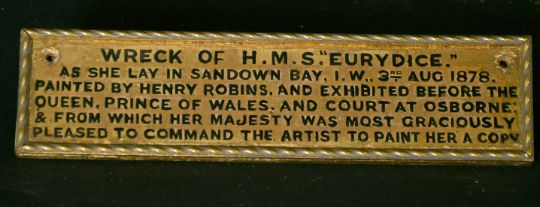 WRECK OF H.M.S. "EURYDICE."
AS SHE LAY IN SANDOWN BAY, I.W., 3RD AUG 1878.
PAINTED BY HENRY ROBINS, AND EXHIBITED BEFORE THE
QUEEN, PRINCE OF WALES, AND COURT AT OSBORNE;
& FROM WHICH HER MAJESTY WAS MOST GRACIOUSLY
PLEASED TO COMMAND THE ARTIST TO PAINT HER A COPY